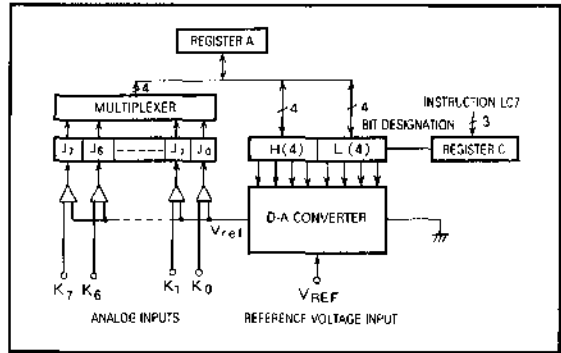 REGISTER A
4
4
4
MULTIPLEXER
INSTRUCTION LC7
BIT DESIGNATION
3
J7 J6 J1 J0
H(4) L(4)
REGISTER C
D-A CONVERTER
Vref
K7 K6 K1 K0
VREF
ANALOG INPUTS
REFERENCE VOLTAGE INPUT